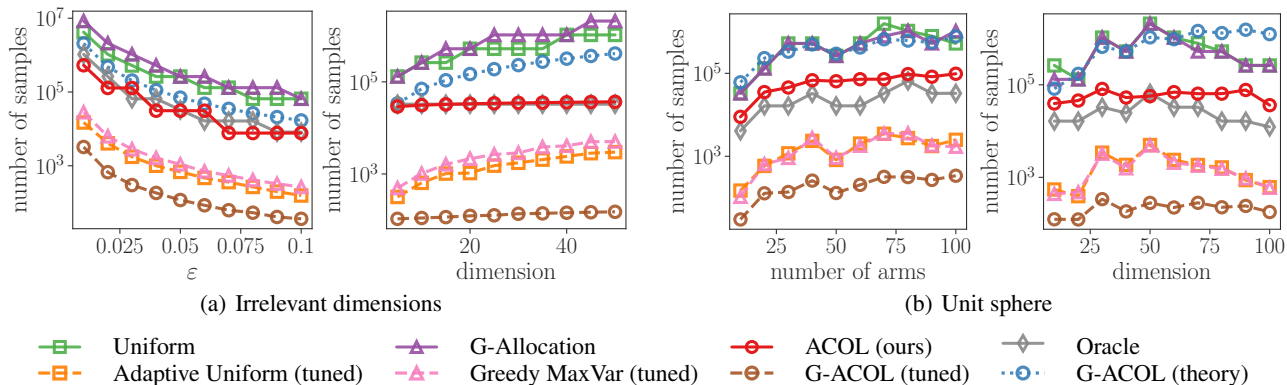 number of samples
10^7
10^5
10^3
0.025
0.05
0.075
0.1
ε
number of samples
10^5
10^3
20
40
dimension
(a) Irrelevant dimensions
number of samples
10^5
10^3
25
50
75
100
number of arms
number of samples
10^5
10^3
25
50
75
100
dimension
(b) Unit sphere
Uniform
G-Allocation
ACOL (ours)
Oracle
Adaptive Uniform (tuned)
Greedy MaxVar (tuned)
G-ACOL (tuned)
G-ACOL (theory)